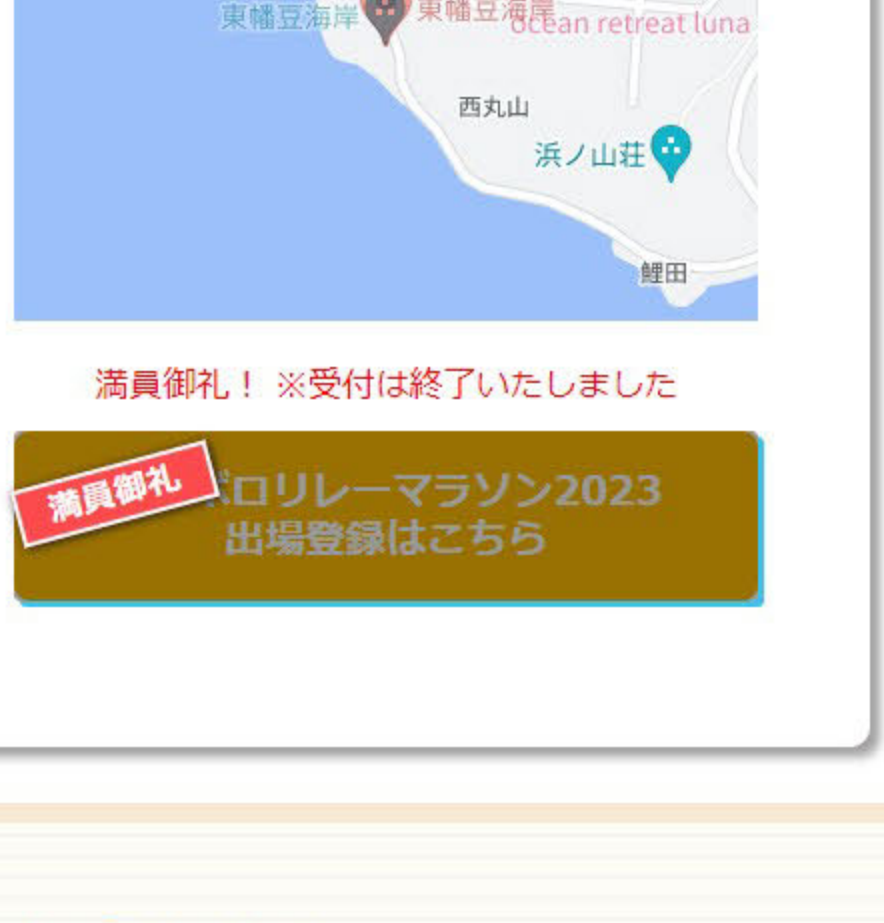 東幡豆海岸
東幡豆海岸
ocean retreat luna
西丸山
浜ノ山荘
鯉田
満員御礼！ ※受付は終了いたしました
満員御礼
ロリレーマラソン2023
出場登録はこちら